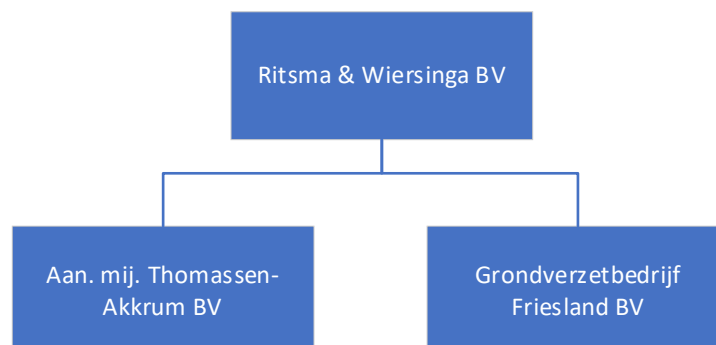 Ritsma & Wiersinga BV
Aan. mij. Thomassen-
Akkrum BV
Grondverzetbedrijf
Friesland BV